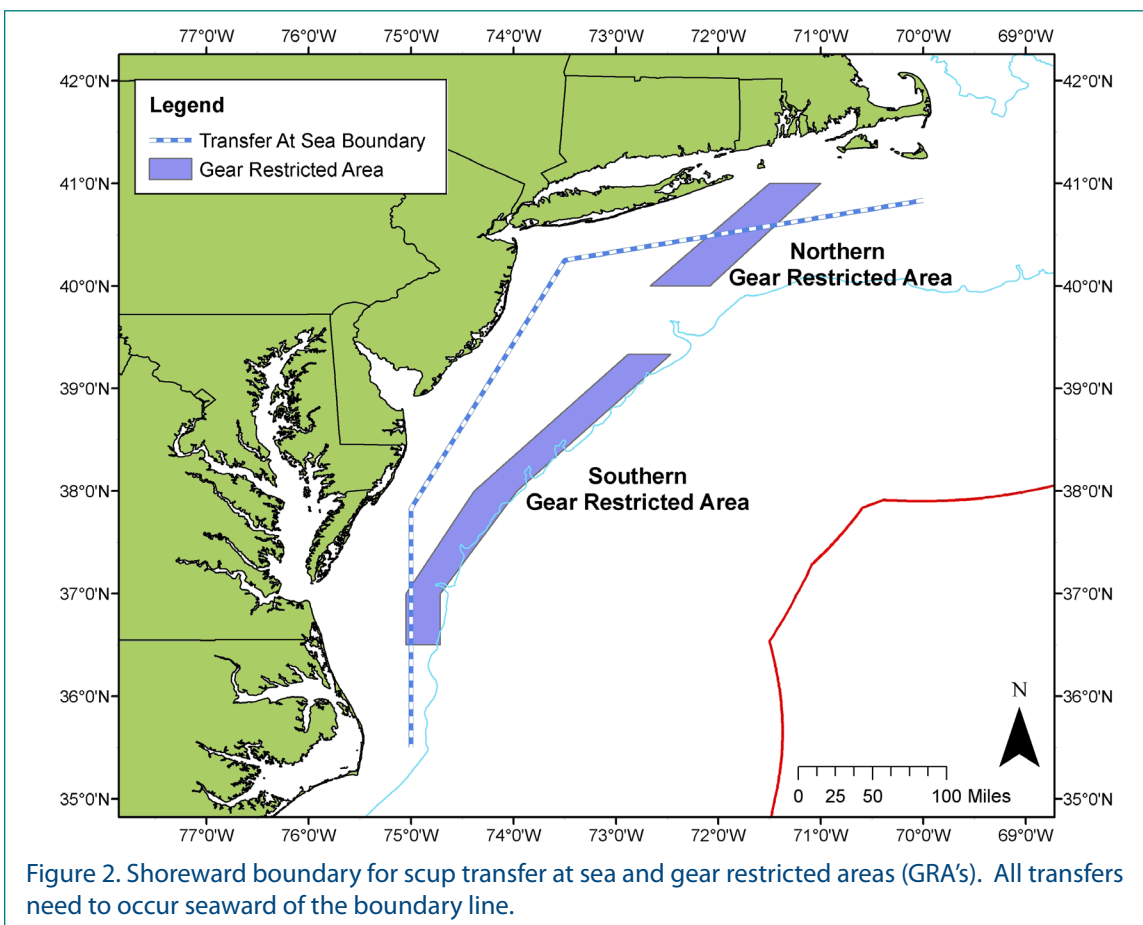 77°0'W 76°0'W 75°0'W 74°0'W 73°0'W 72°0'W 71°0'W 70°0'W 69°0'W
42°0'N 42°0'N
Legend
Transfer At Sea Boundary
Gear Restricted Area
41°0'N 41°0'N
Northern
Gear Restricted Area
40°0'N 40°0'N
39°0'N 39°0'N
Southern
Gear Restricted Area
38°0'N 38°0'N
37°0'N 37°0'N
36°0'N 36°0'N
N
0 25 50 100 Miles
35°0'N 35°0'N
77°0'W 76°0'W 75°0'W 74°0'W 73°0'W 72°0'W 71°0'W 70°0'W 69°0'W
Figure 2. Shoreward boundary for scup transfer at sea and gear restricted areas (GRA's). All transfers
need to occur seaward of the boundary line.